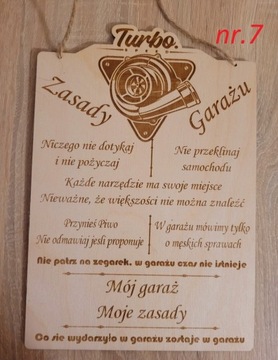 nr.7
Turbo.
Zasady Garażu
Niczego nie dotykaj
i nie pożyczaj
Nie przeklinaj
samochodu
Każde narzędzie ma swoje miejsce
Nieważne, że większości nie można znaleźć
Przynieś Piwo
Nie odmawiaj jesli proponuje
W garażu mówimy tylko
o męskich sprawach
Nie patrz na zegarek, w garażu czas nie istnieje
Mój garaż
Moje zasady
Co się wydarzyło w garażu zostaje w garażu